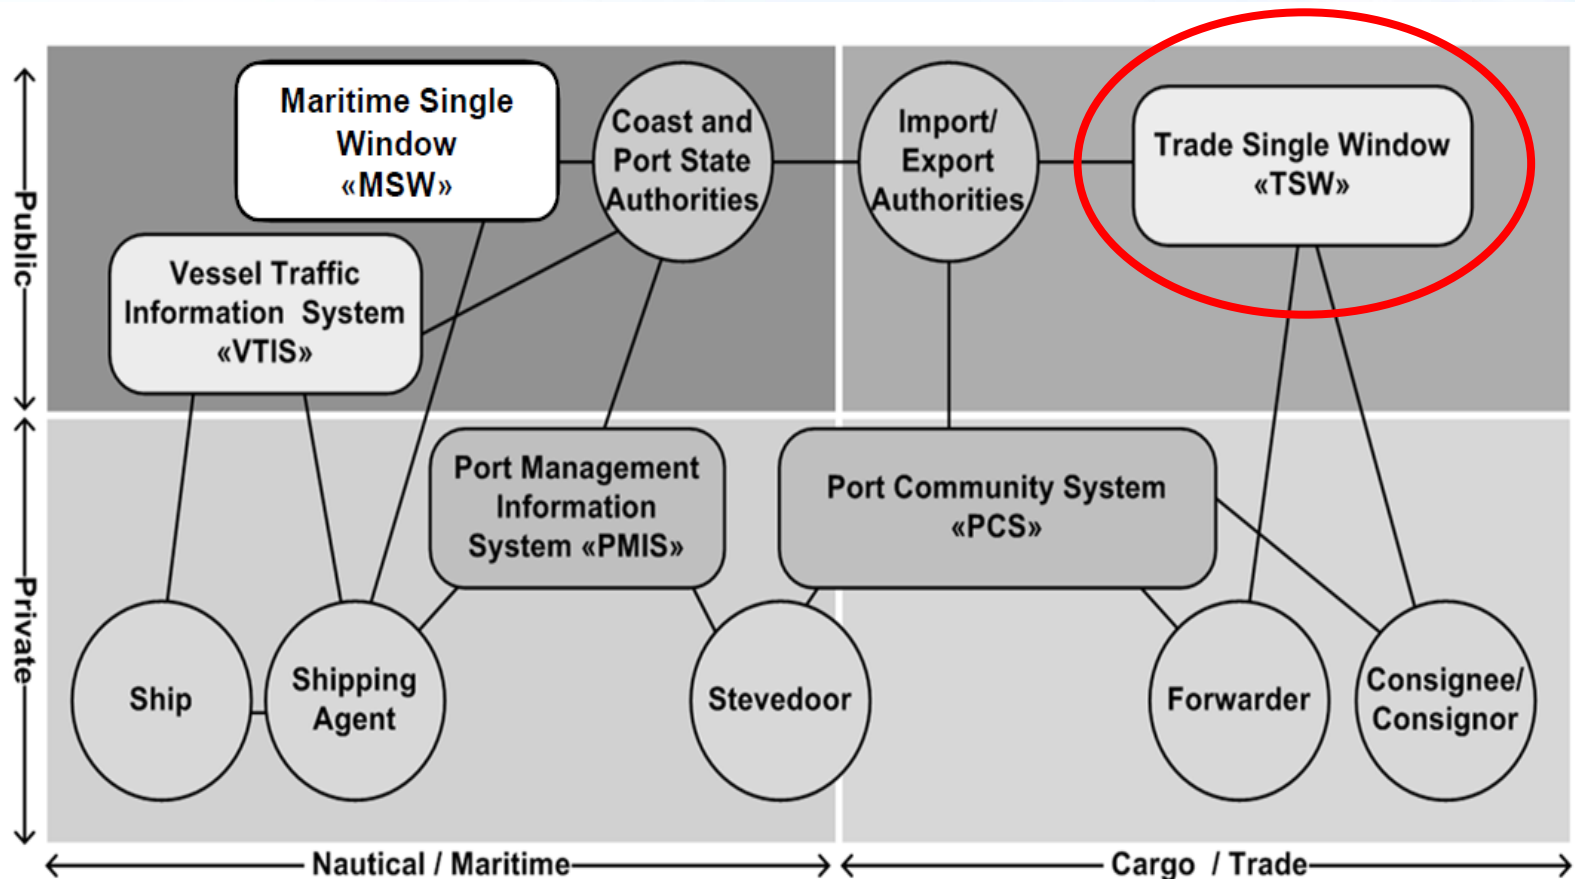 Maritime Single
Window
«MSW»
Coast and
Port State
Authorities
Import/
Export
Authorities
Trade Single Window
«TSW»
Public
Vessel Traffic
Information System
«VTIS»
Port Management
Information
System «PMIS»
Port Community System
«PCS»
Private
Ship
Shipping
Agent
Stevedoor
Forwarder
Consignee/
Consignor
Nautical / Maritime
Cargo / Trade